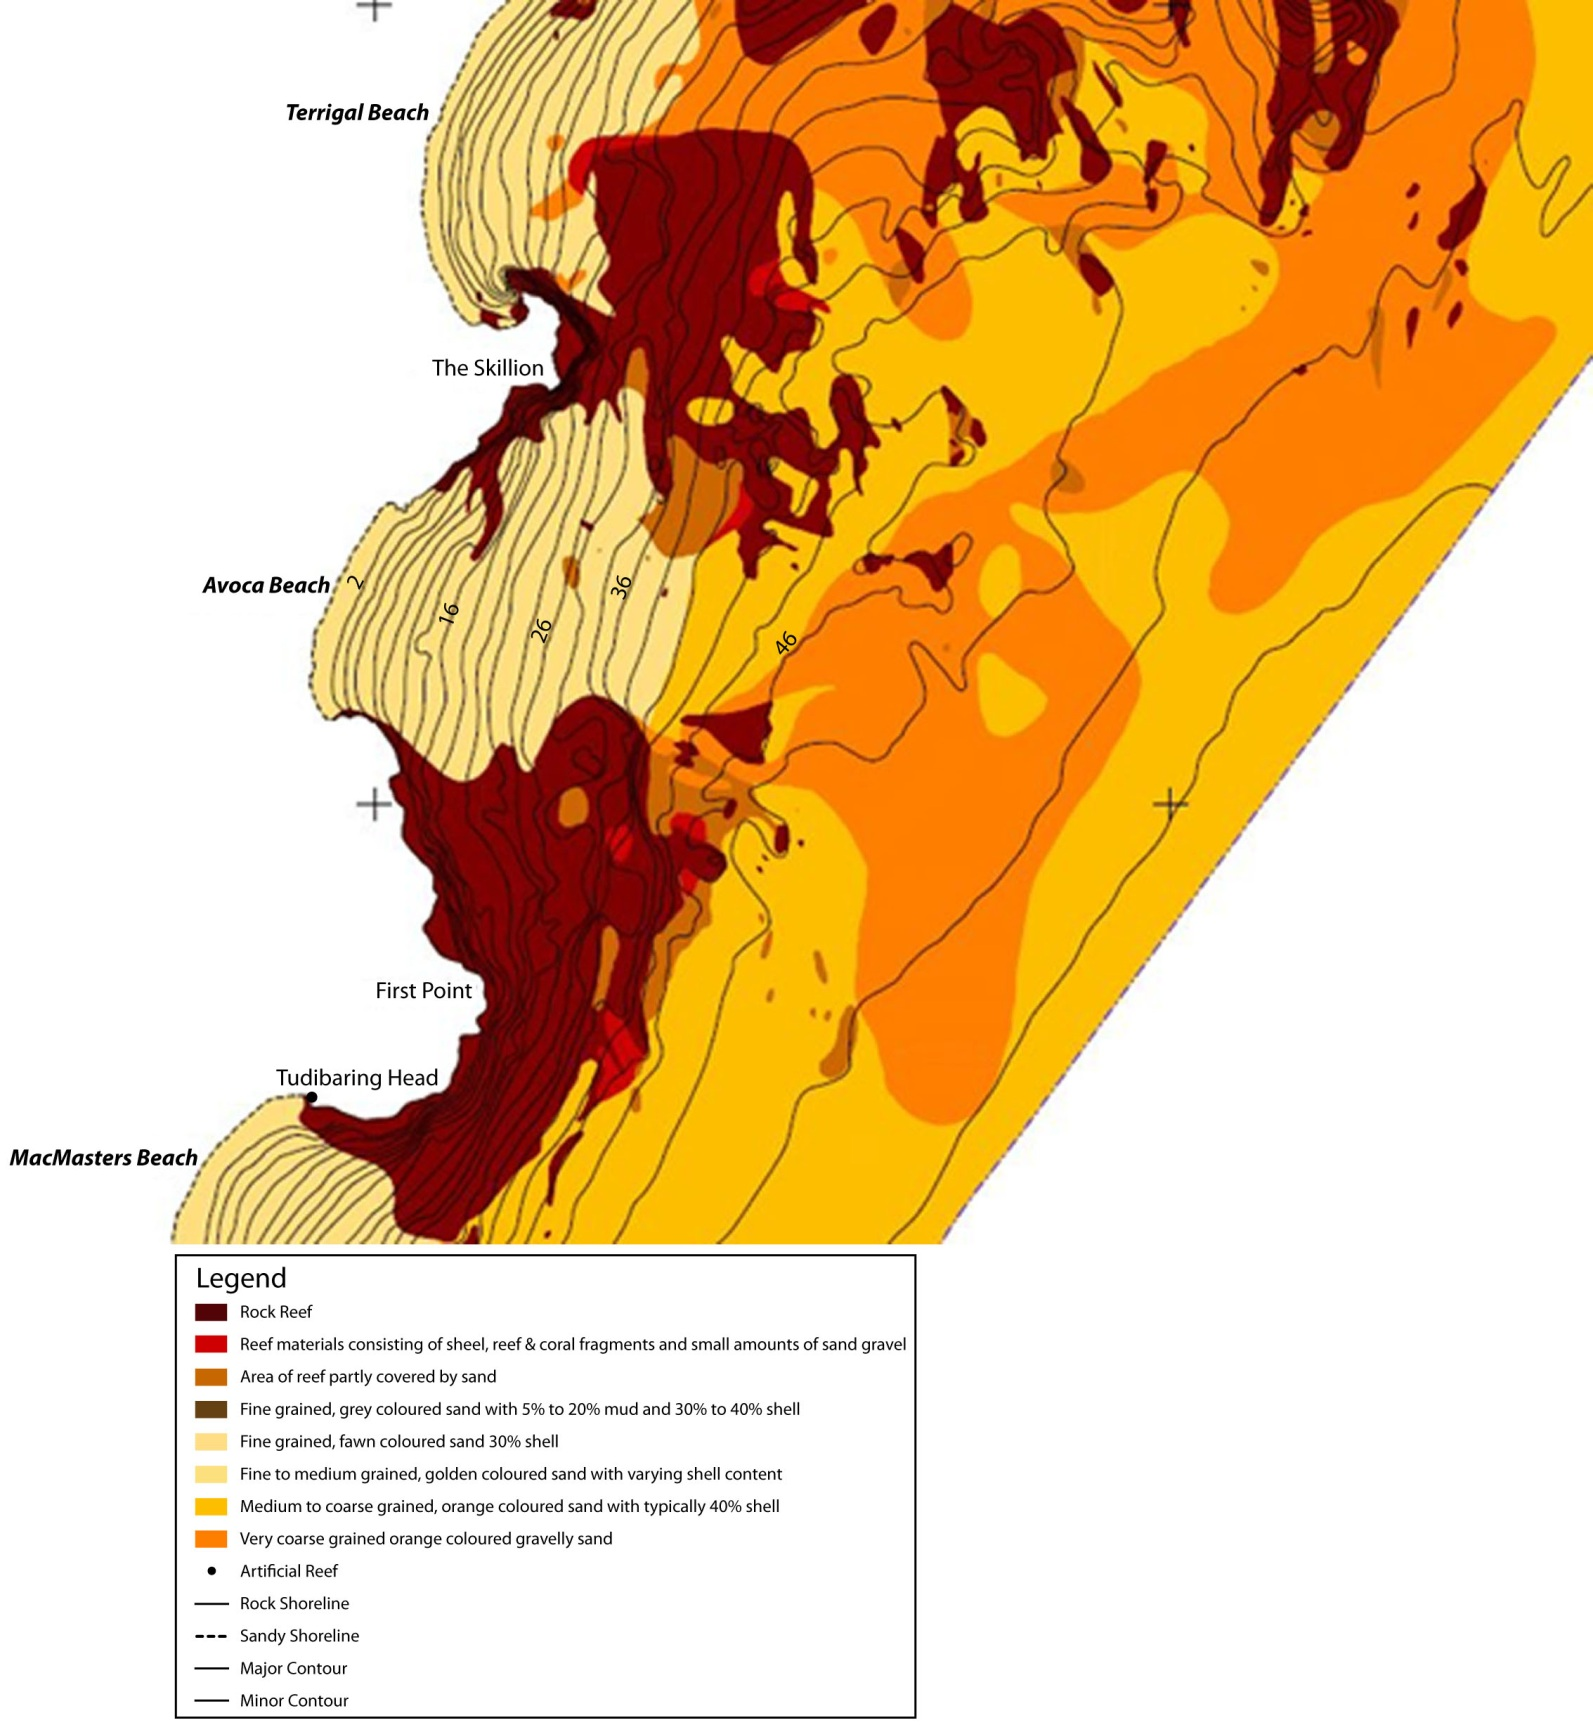 Terrigal Beach
The Skillion
Avoca Beach
2
16
26
36
46
First Point
Tudibaring Head
MacMasters Beach
Legend
Rock Reef
Reef materials consisting of sheel, reef & coral fragments and small amounts of sand gravel
Area of reef partly covered by sand
Fine grained, grey coloured sand with 5% to 20% mud and 30% to 40% shell
Fine grained, fawn coloured sand 30% shell
Fine to medium grained, golden coloured sand with varying shell content
Medium to coarse grained, orange coloured sand with typically 40% shell
Very coarse grained orange coloured gravelly sand
Artificial Reef
Rock Shoreline
Sandy Shoreline
Major Contour
Minor Contour